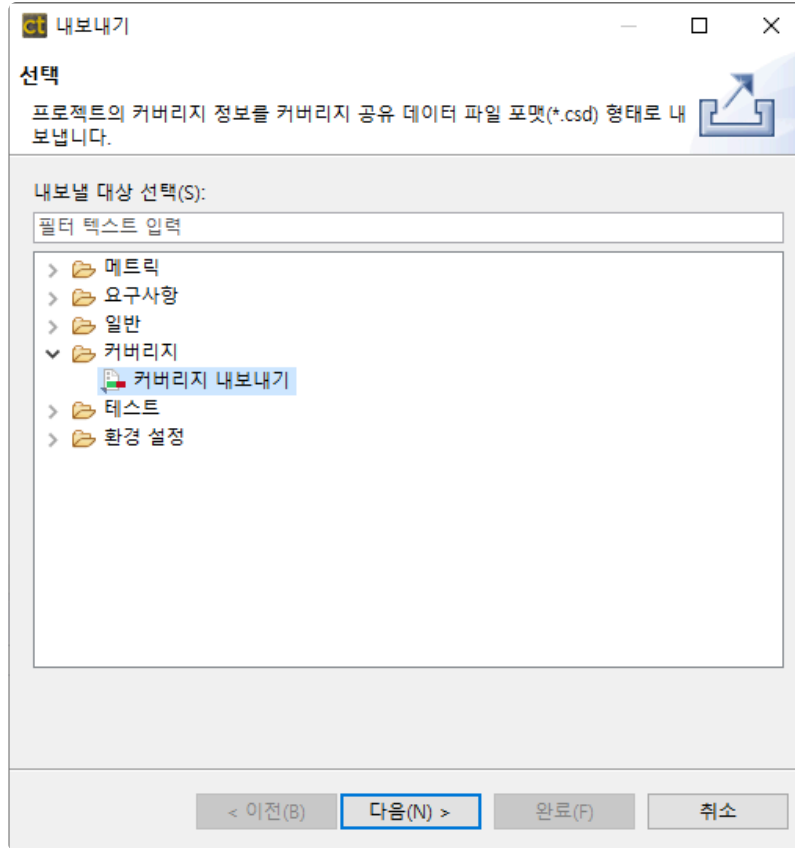 ct 내보내기
선택
프로젝트의 커버리지 정보를 커버리지 공유 데이터 파일 포맷(*.csd) 형태로 내
보냅니다.
내보낼 대상 선택(S):
필터 텍스트 입력
메트릭
요구사항
일반
커버리지
커버리지 내보내기
테스트
환경 설정
< 이전(B) 다음(N) > 완료(F) 취소